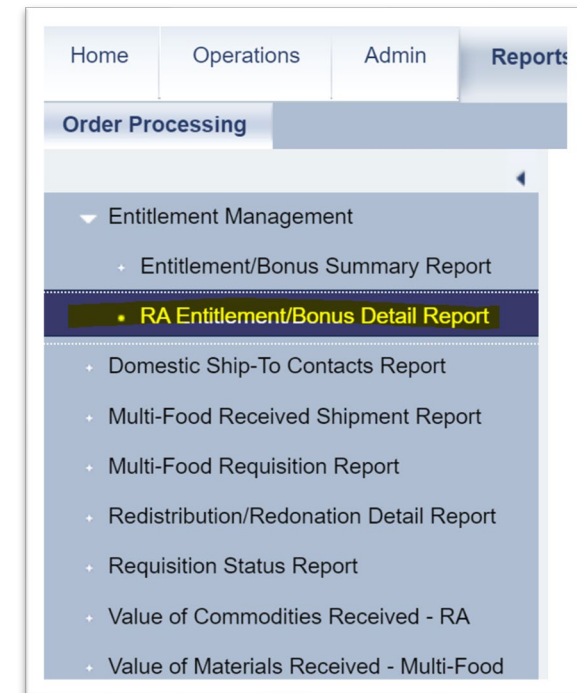 Home Operations Admin Reports
Order Processing
Entitlement Management
Entitlement/Bonus Summary Report
RA Entitlement/Bonus Detail Report
Domestic Ship-To Contacts Report
Multi-Food Received Shipment Report
Multi-Food Requisition Report
Redistribution/Redonation Detail Report
Requisition Status Report
Value of Commodities Received - RA
Value of Materials Received - Multi-Food